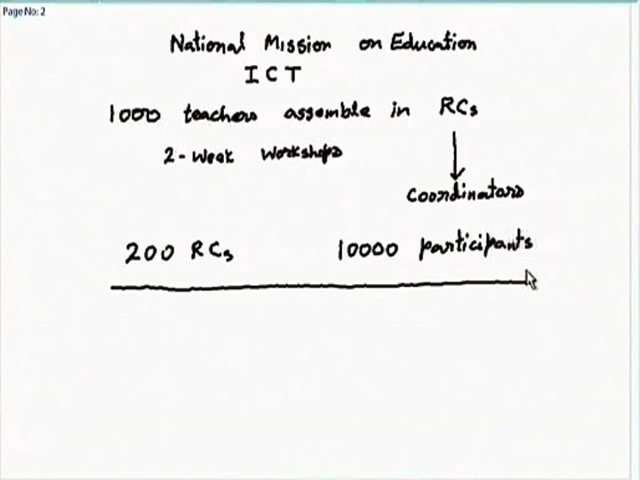 Page No: 2
National Mission on Education
ICT
1000 teachers assemble in RCs
2-Week Workshops
Coordinators
200 RCs 10000 participants